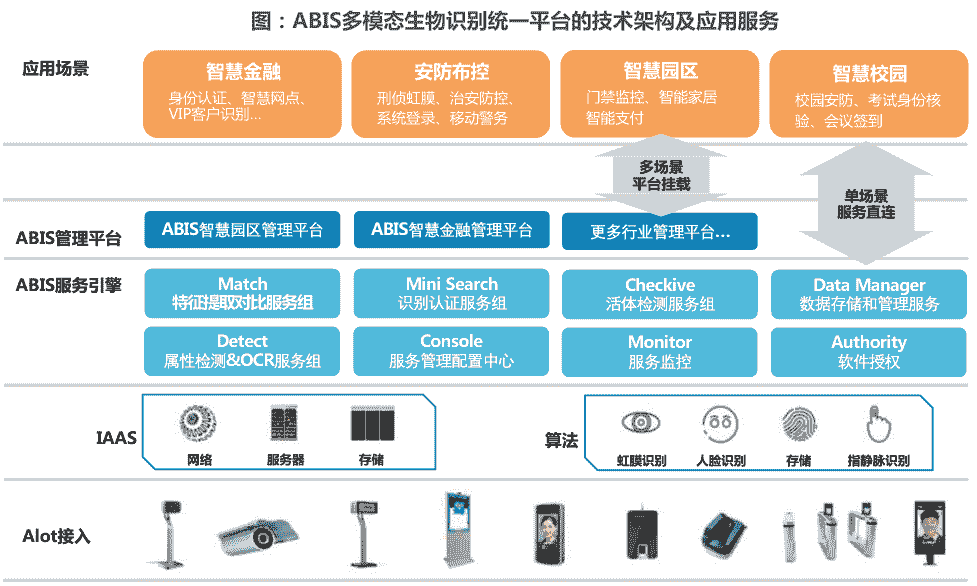 图：ABIS多模态生物识别统一平台的技术架构及应用服务
应用场景
智慧金融
身份认证、智慧网点、
VIP客户识别...
安防布控
刑侦虹膜、治安防控、
系统登录、移动警务
智慧园区
门禁监控、智能家居
智能支付
智慧校园
校园安防、考试身份核
验、会议签到
多场景
平台挂载
单场景
服务直连
ABIS管理平台
ABIS智慧园区管理平台
ABIS智慧金融管理平台
更多行业管理平台...
ABIS服务引擎
Match
特征提取对比服务组
Mini Search
识别认证服务组
Checkive
活体检测服务组
Data Manager
数据存储和管理服务
Detect
属性检测&OCR服务组
Console
服务管理配置中心
Monitor
服务监控
Authority
软件授权
IAAS
网络
服务器
存储
算法
虹膜识别
人脸识别
存储
指静脉识别
Alot接入